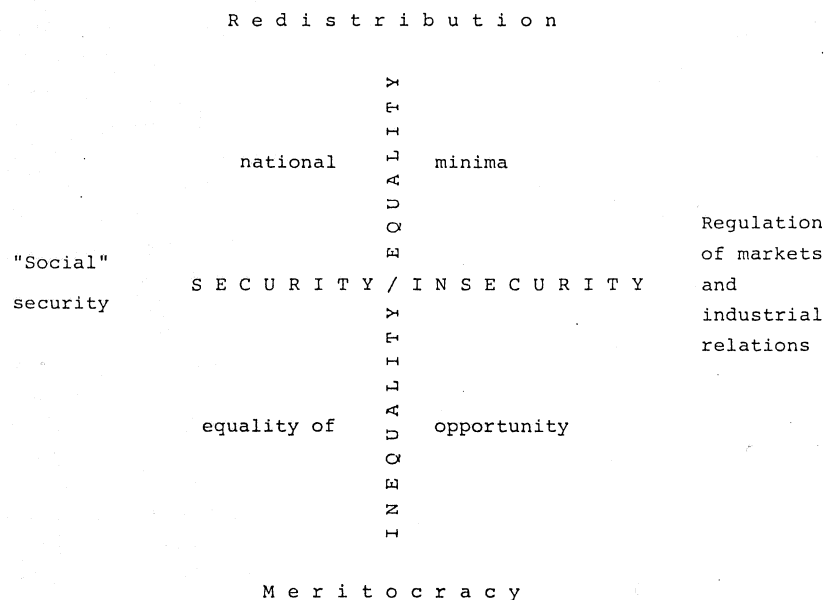 Redistribution
EQUALITY
national minima
"Social"
security
SECURITY/INSECURITY
Regulation
of markets
and
industrial
relations
INEQUALITY
equality of opportunity
Meritocracy